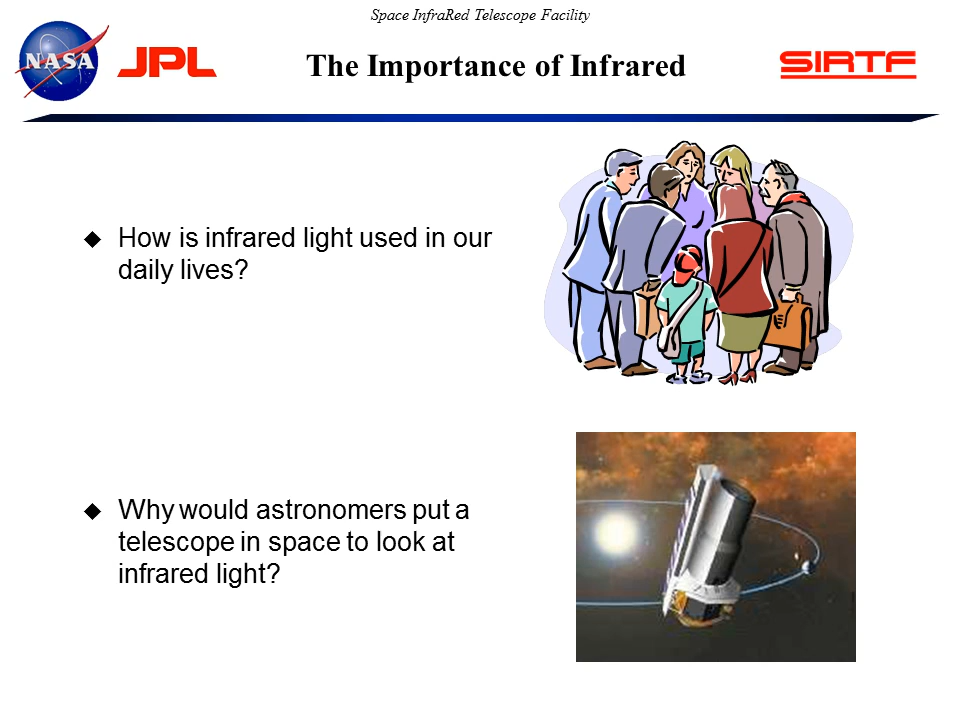 Space InfraRed Telescope Facility
NASA
JPL
The Importance of Infrared
SIRTF
How is infrared light used in our
daily lives?
Why would astronomers put a
telescope in space to look at
infrared light?